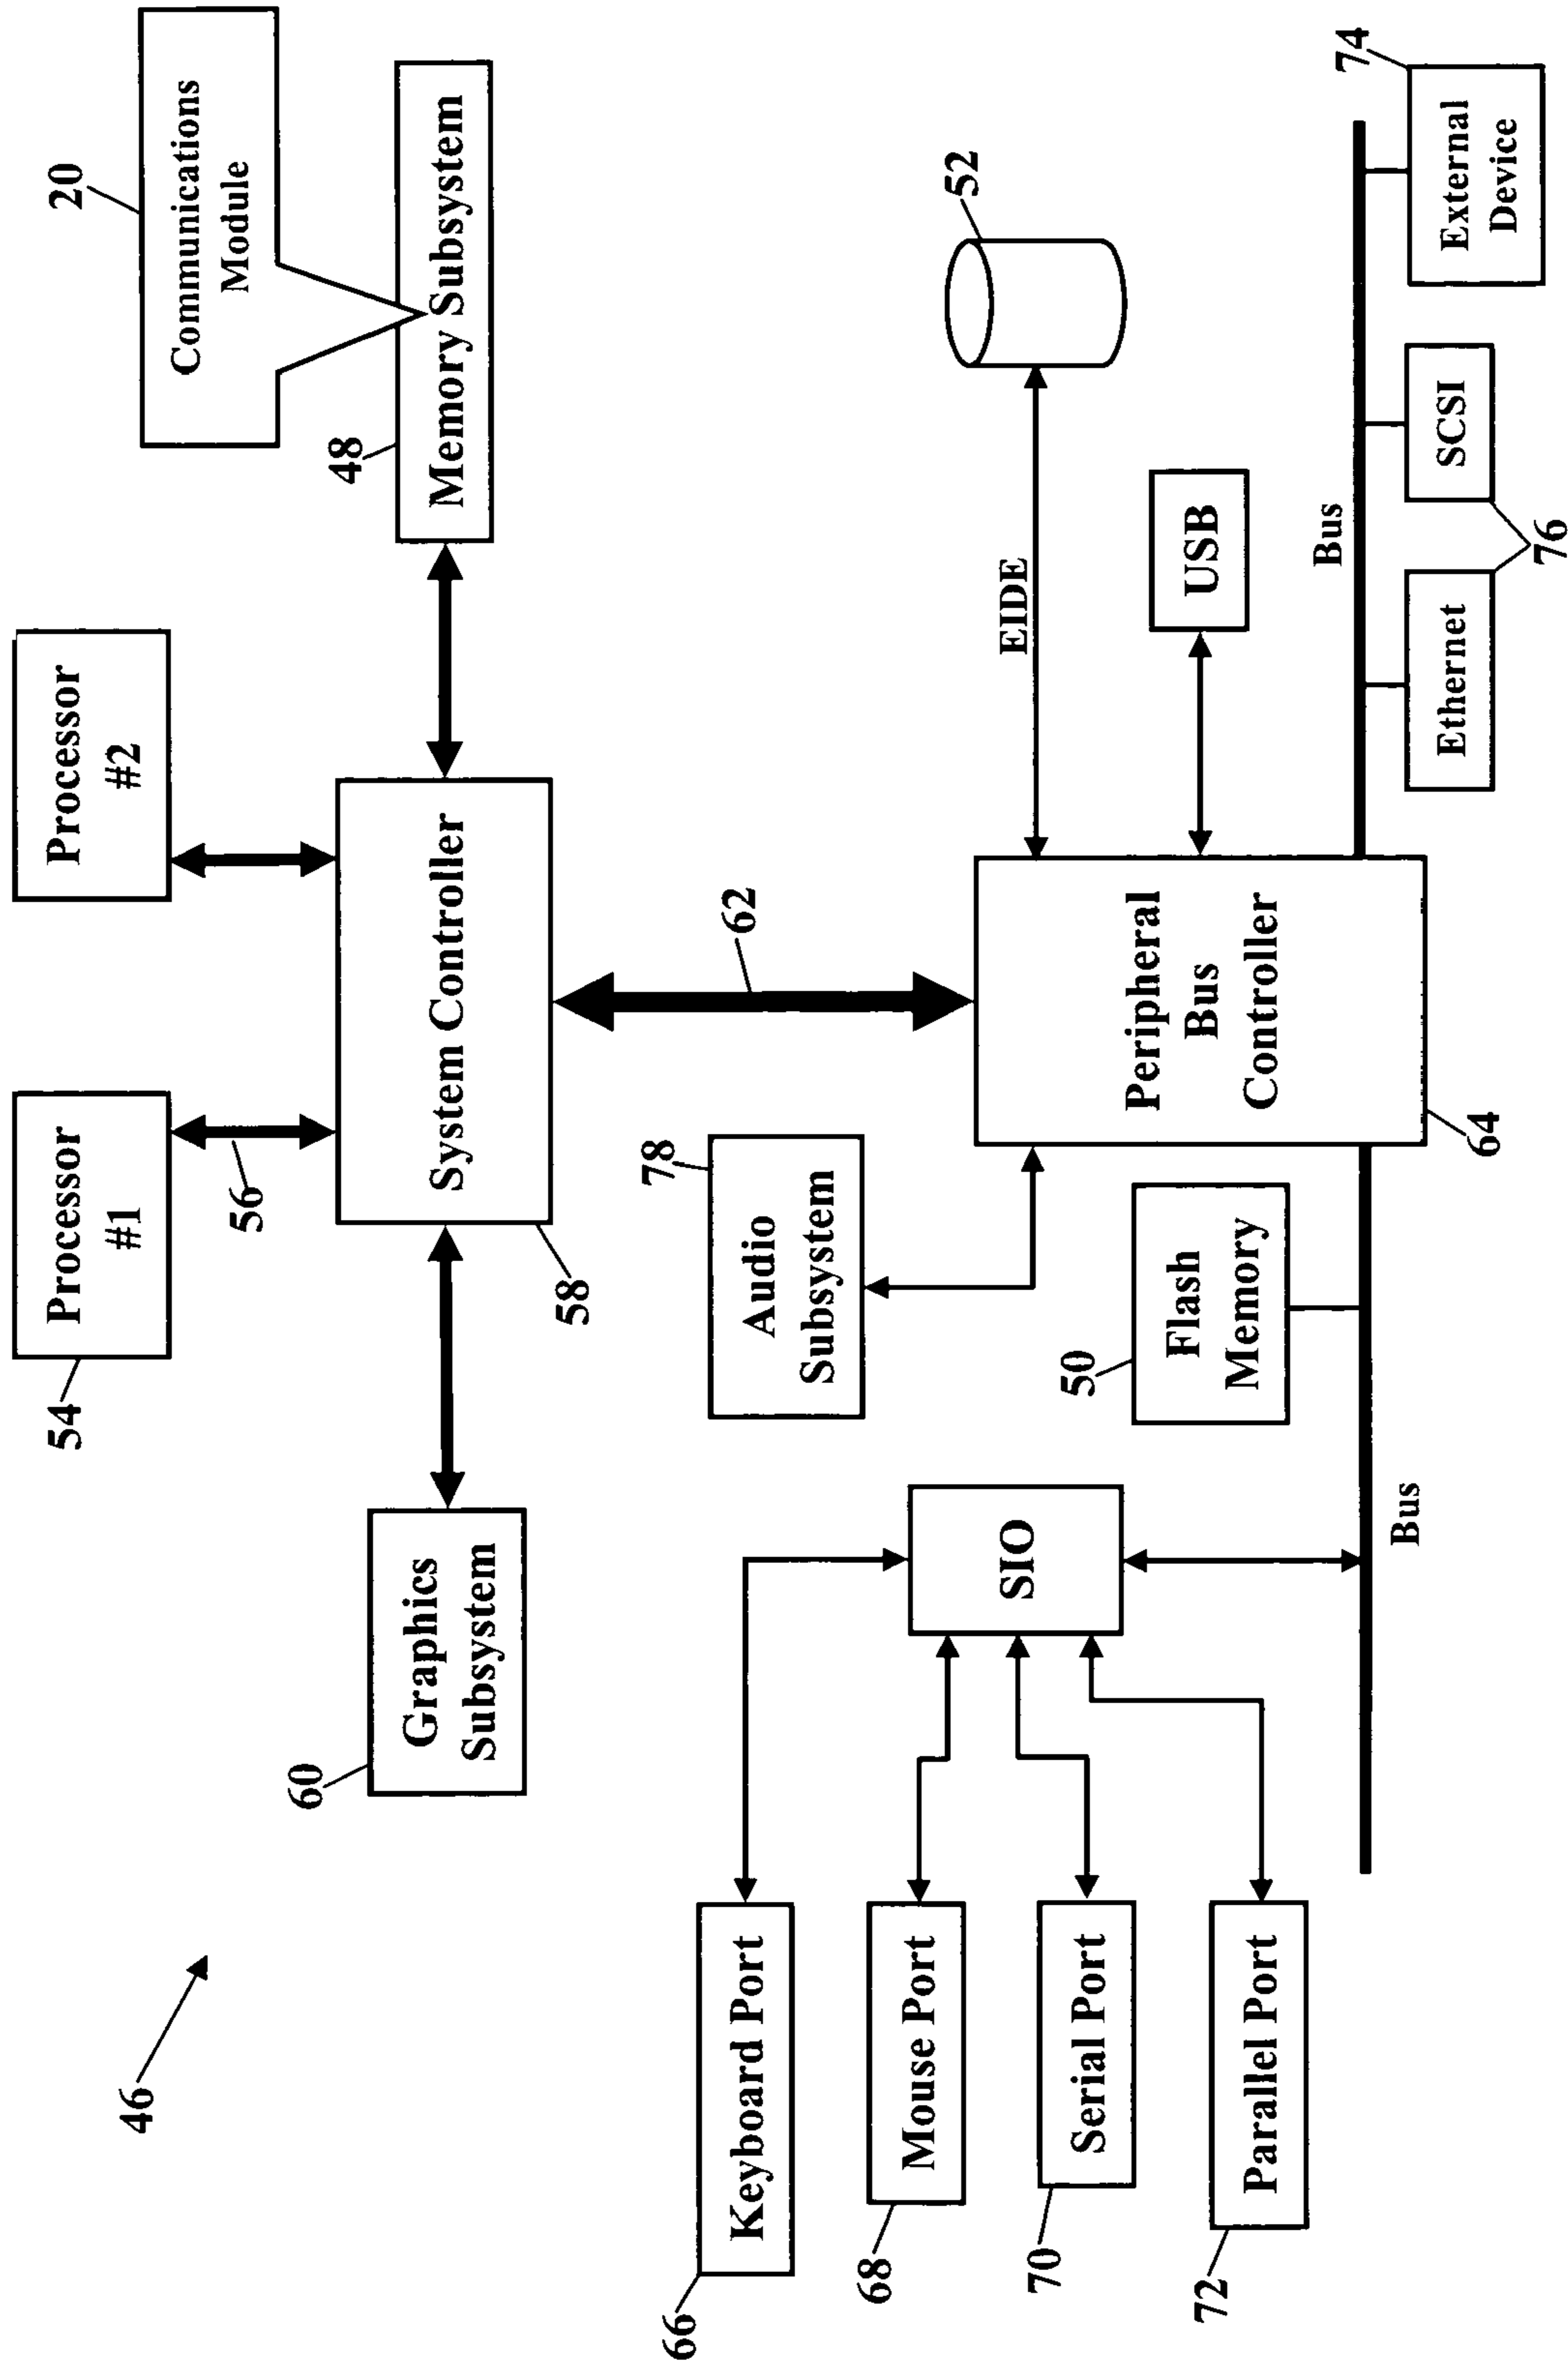 46
20
Communications
Module
54
Processor
#1
Processor
#2
56
48
60
Graphics
Subsystem
System Controller
Memory Subsystem
58
62
66
Keyboard Port
78
Audio
Subsystem
52
68
Mouse Port
SIO
EIDE
70
Serial Port
50
Flash
Memory
Peripheral
Bus
Controller
USB
72
Parallel Port
Bus
64
Bus
74
Ethernet
SCSI
External
Device
76